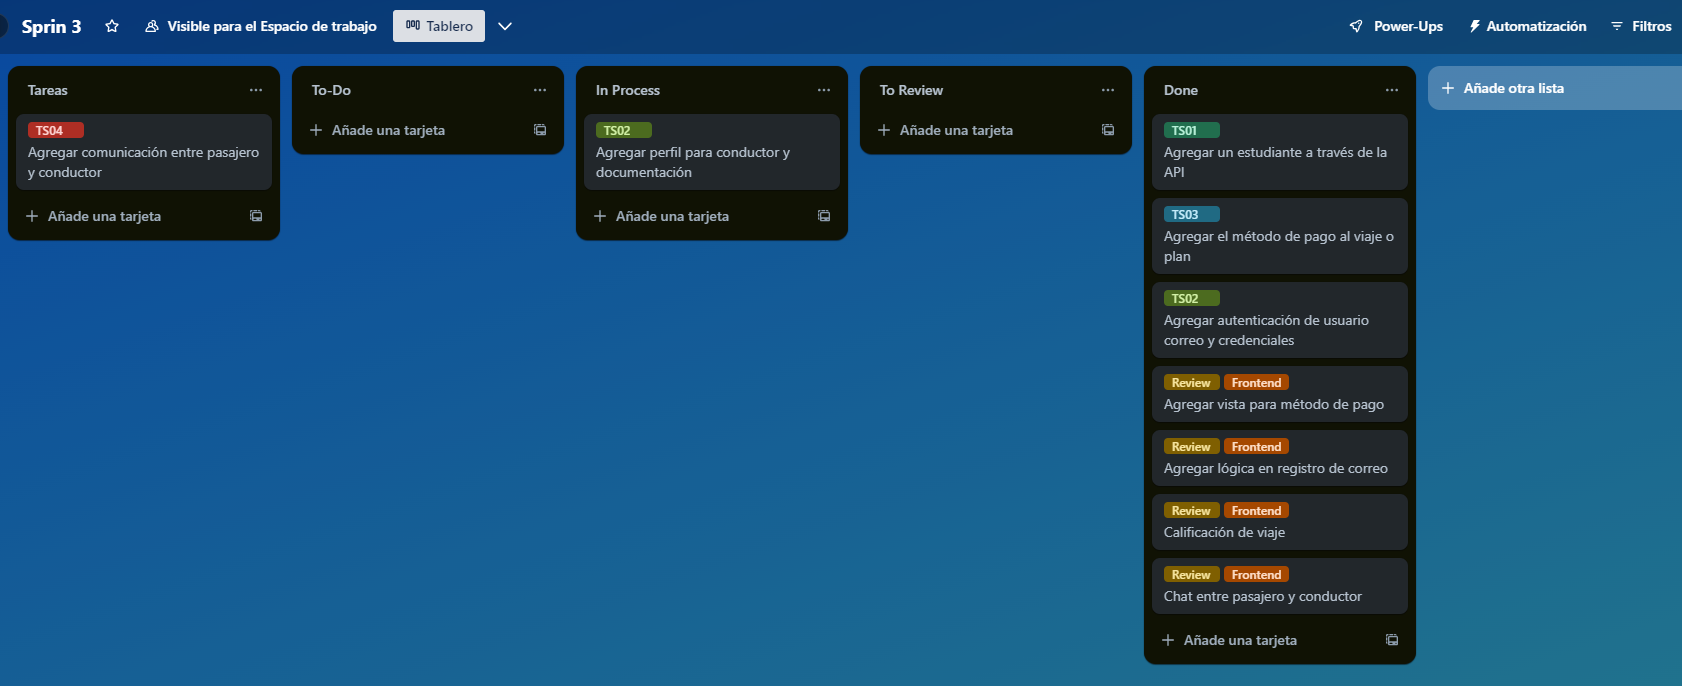 Sprin 3
Visible para el Espacio de trabajo
Tablero
Power-Ups
Automatización
Filtros
Tareas
TS04
Agregar comunicación entre pasajero
y conductor
Añade una tarjeta
To-Do
Añade una tarjeta
In Process
TS02
Agregar perfil para conductor y
documentación
Añade una tarjeta
To Review
Añade una tarjeta
Done
TS01
Agregar un estudiante a través de la
API
TS03
Agregar el método de pago al viaje o
plan
TS02
Agregar autenticación de usuario
correo y credenciales
Review Frontend
Agregar vista para método de pago
Review Frontend
Agregar lógica en registro de correo
Review Frontend
Calificación de viaje
Review Frontend
Chat entre pasajero y conductor
Añade una tarjeta
Añade otra lista